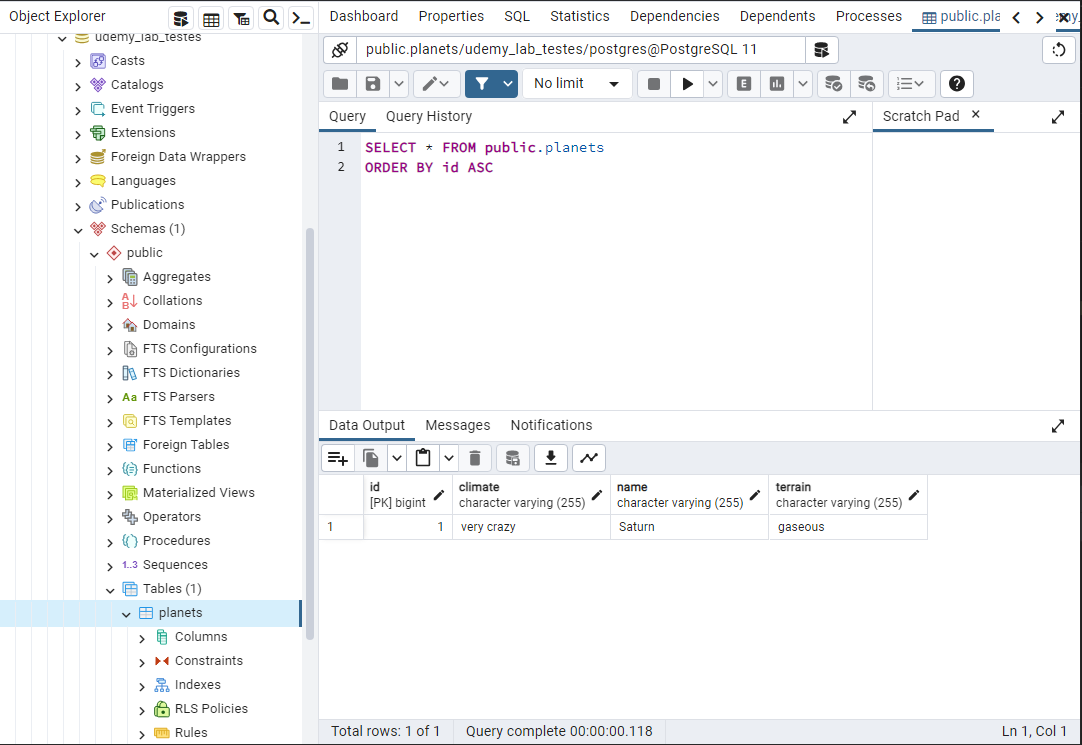 Object Explorer
Dashboard Properties SQL Statistics Dependencies Dependents Processes public.pla
udemy_lab_testes
Casts
Catalogs
Event Triggers
Extensions
Foreign Data Wrappers
Languages
Publications
Schemas (1)
public
Aggregates
Collations
Domains
FTS Configurations
FTS Dictionaries
Aa FTS Parsers
FTS Templates
Foreign Tables
Functions
Materialized Views
Operators
Procedures
1..3 Sequences
Tables (1)
planets
Columns
Constraints
Indexes
RLS Policies
Rules
public.planets/udemy_lab_testes/postgres@PostgreSQL 11
No limit
E
Query Query History
Scratch Pad
1 SELECT * FROM public.planets
2 ORDER BY id ASC
Data Output Messages Notifications
id climate name terrain
[PK] bigint character varying (255) character varying (255) character varying (255)
1 1 very crazy Saturn gaseous
Total rows: 1 of 1 Query complete 00:00:00.118 Ln 1, Col 1